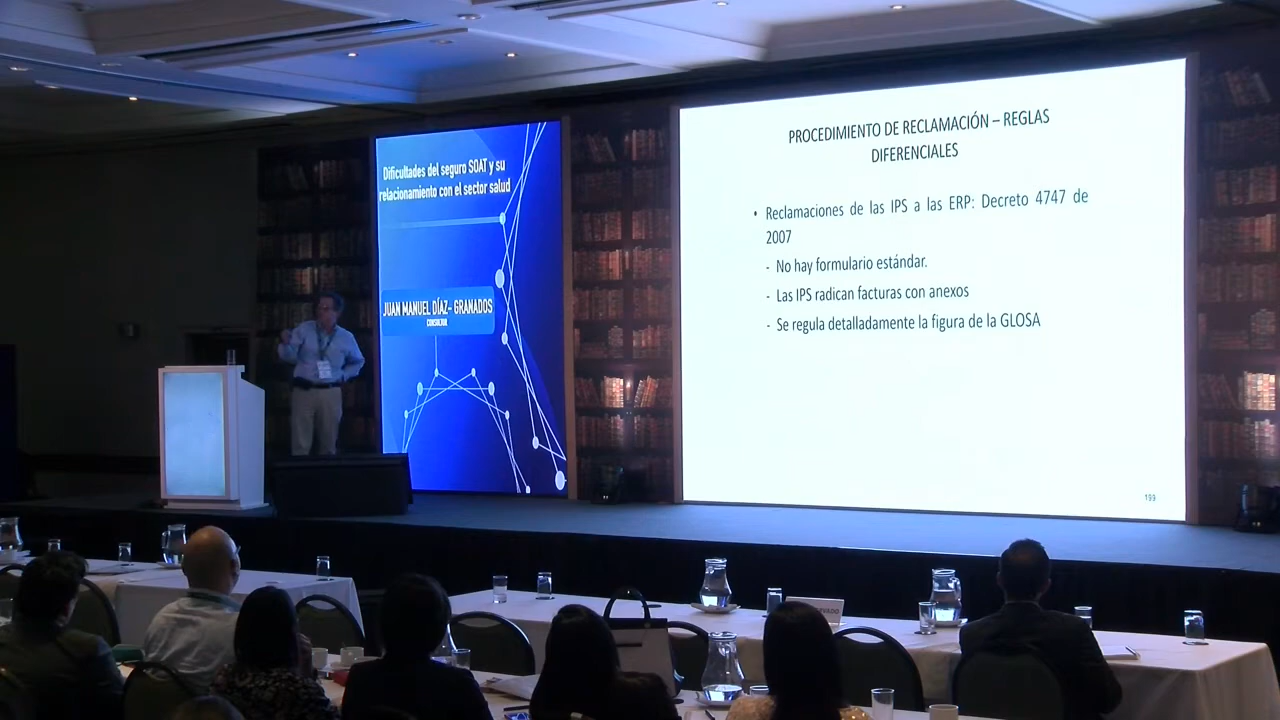 Dificultades del seguro SOAT y su
relacionamiento con el sector salud
JUAN MANUEL DÍAZ- GRANADOS
CONSULTOR
PROCEDIMIENTO DE RECLAMACIÓN – REGLAS
DIFERENCIALES
• Reclamaciones de las IPS a las ERP: Decreto 4747 de
2007
- No hay formulario estándar.
- Las IPS radican facturas con anexos
- Se regula detalladamente la figura de la GLOSA
199